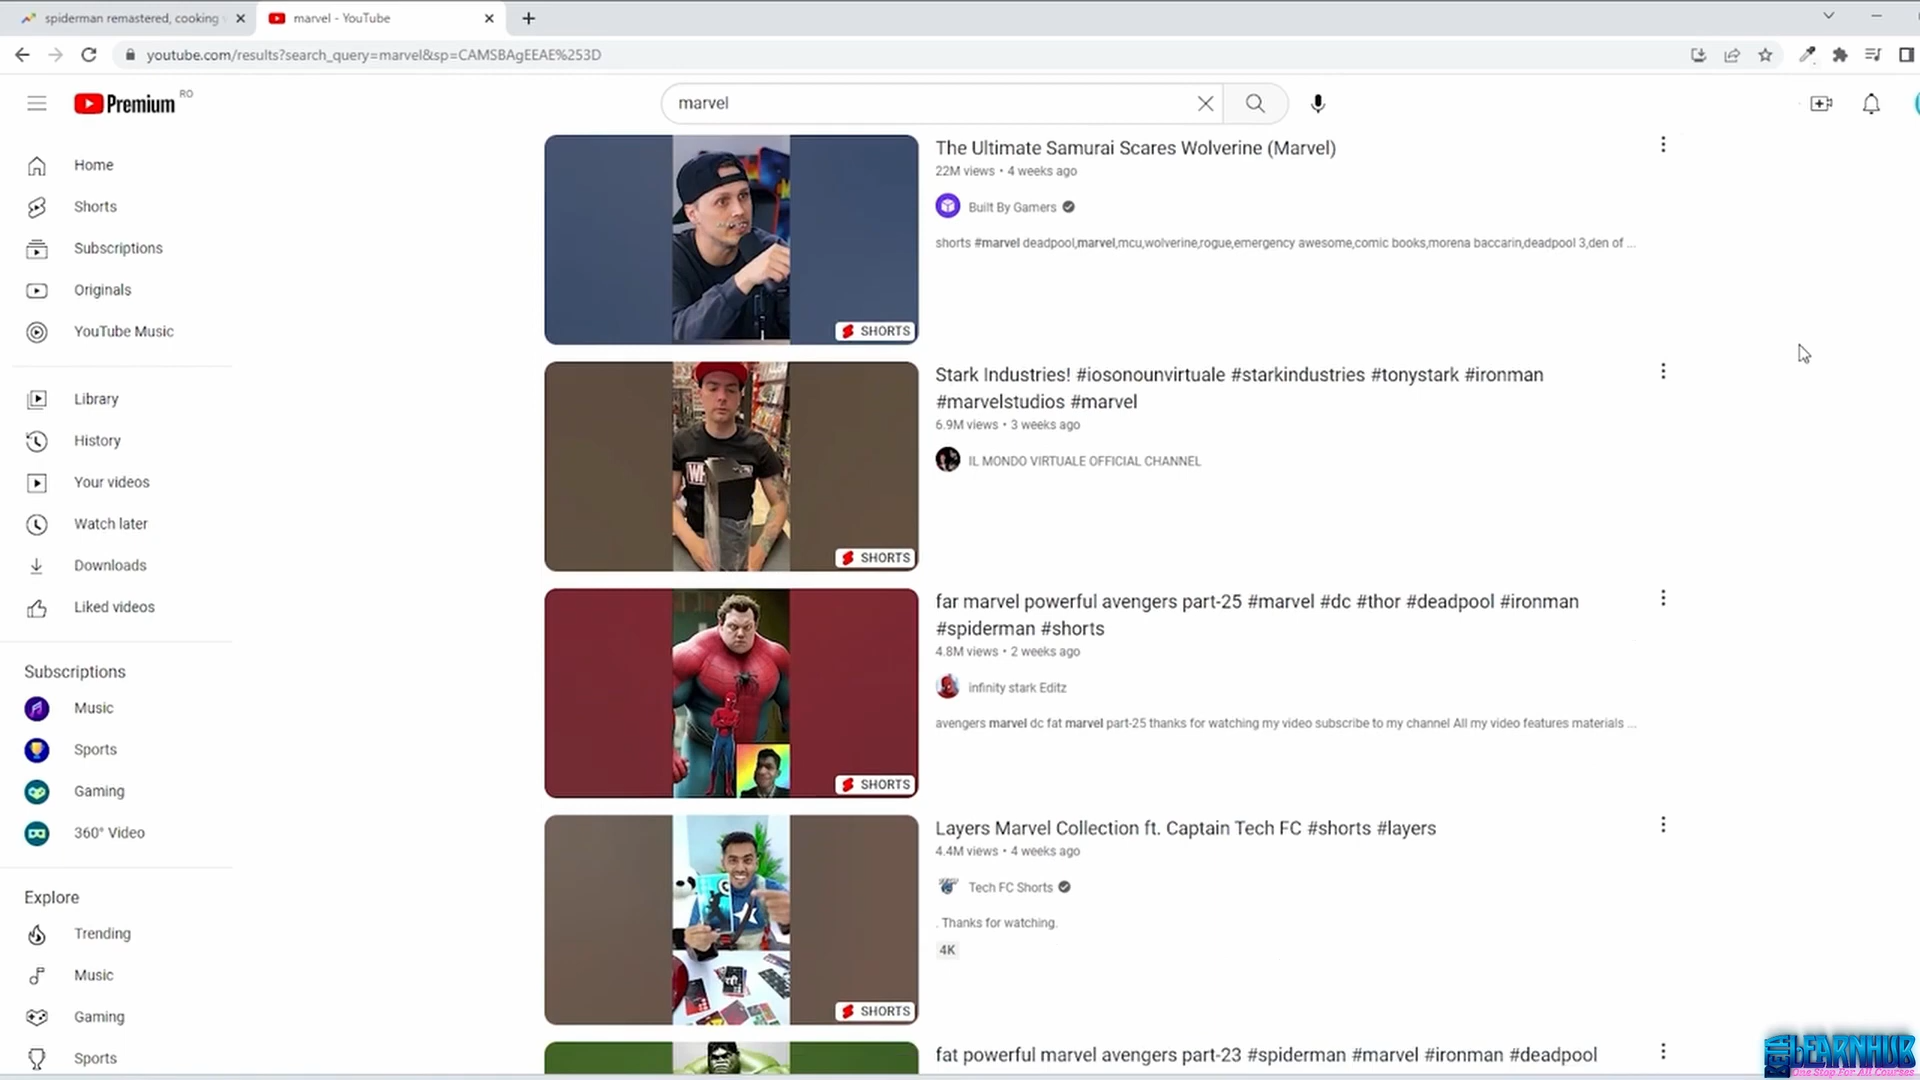 spiderman remastered, cooking
marvel - YouTube
youtube.com/results?search_query=marvel&sp=CAMSBAgEEAE%253D
Premium RO
marvel
Home
Shorts
Subscriptions
Originals
YouTube Music
Library
History
Your videos
Watch later
Downloads
Liked videos
Subscriptions
Music
Sports
Gaming
360° Video
Explore
Trending
Music
Gaming
Sports
SHORTS
The Ultimate Samurai Scares Wolverine (Marvel)
22M views • 4 weeks ago
Built By Gamers
shorts #marvel deadpool,marvel,mcu,wolverine,rogue,emergency awesome,comic books,morena baccarin,deadpool 3,den of ...
SHORTS
Stark Industries! #iosonounvirtuale #starkindustries #tonystark #ironman
#marvelstudios #marvel
6.9M views • 3 weeks ago
IL MONDO VIRTUALE OFFICIAL CHANNEL
SHORTS
far marvel powerful avengers part-25 #marvel #dc #thor #deadpool #ironman
#spiderman #shorts
4.8M views • 2 weeks ago
infinity stark Editz
avengers marvel dc fat marvel part-25 thanks for watching my video subscribe to my channel All my video features materials ...
SHORTS
Layers Marvel Collection ft. Captain Tech FC #shorts #layers
4.4M views • 4 weeks ago
Tech FC Shorts
. Thanks for watching.
4K
fat powerful marvel avengers part-23 #spiderman #marvel #ironman #deadpool
LEARNHUB
One Stop For All Courses